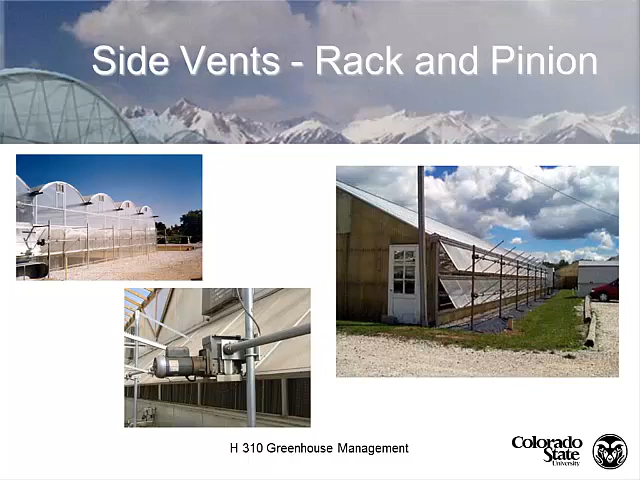 Side Vents - Rack and Pinion
H 310 Greenhouse Management
Colorado
State
University